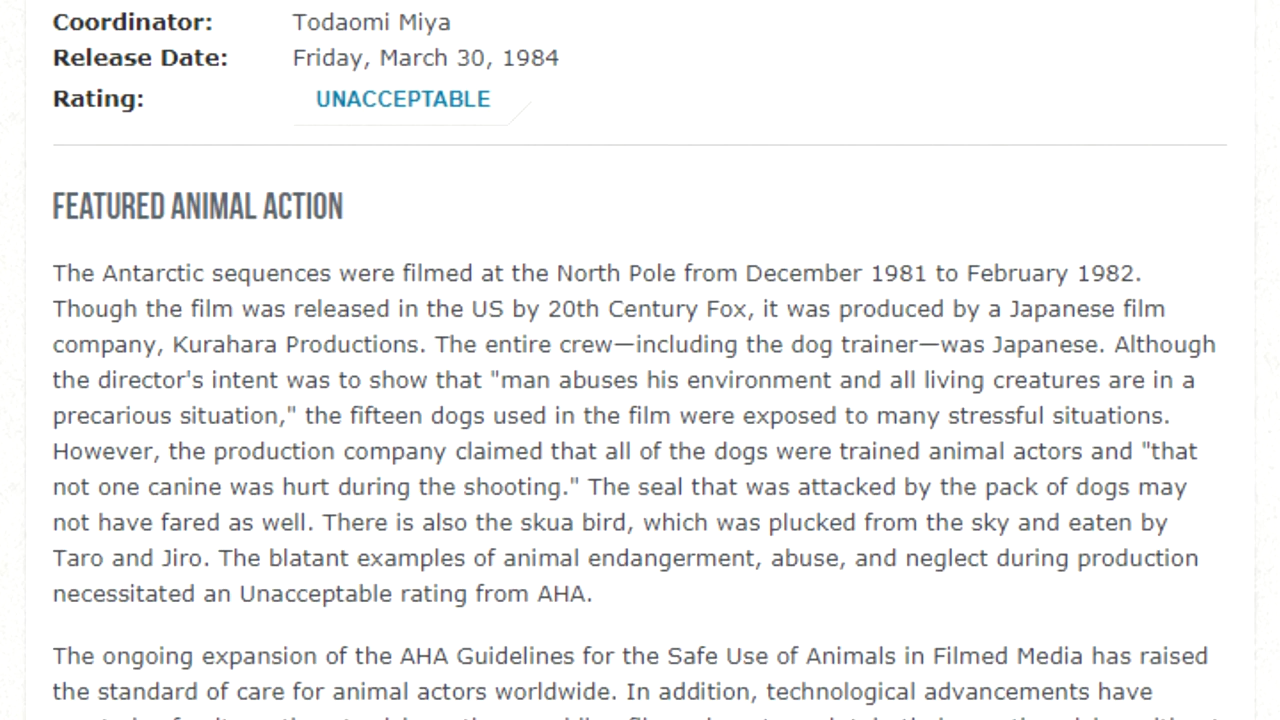 Coordinator: Todaomi Miya
Release Date: Friday, March 30, 1984
Rating: UNACCEPTABLE
FEATURED ANIMAL ACTION
The Antarctic sequences were filmed at the North Pole from December 1981 to February 1982.
Though the film was released in the US by 20th Century Fox, it was produced by a Japanese film
company, Kurahara Productions. The entire crew—including the dog trainer—was Japanese. Although
the director's intent was to show that "man abuses his environment and all living creatures are in a
precarious situation," the fifteen dogs used in the film were exposed to many stressful situations.
However, the production company claimed that all of the dogs were trained animal actors and "that
not one canine was hurt during the shooting." The seal that was attacked by the pack of dogs may
not have fared as well. There is also the skua bird, which was plucked from the sky and eaten by
Taro and Jiro. The blatant examples of animal endangerment, abuse, and neglect during production
necessitated an Unacceptable rating from AHA.
The ongoing expansion of the AHA Guidelines for the Safe Use of Animals in Filmed Media has raised
the standard of care for animal actors worldwide. In addition, technological advancements have